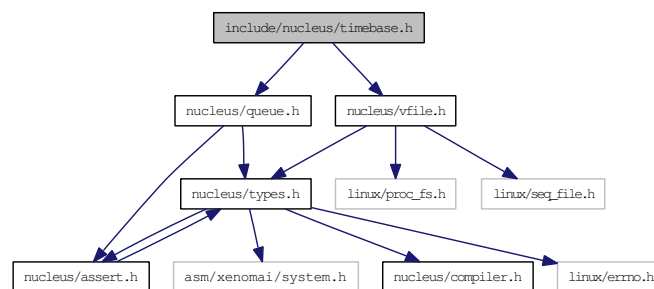 include/nucleus/timebase.h
nucleus/queue.h
nucleus/vfile.h
nucleus/types.h
linux/proc_fs.h
linux/seq_file.h
nucleus/assert.h
asm/xenomai/system.h
nucleus/compiler.h
linux/errno.h